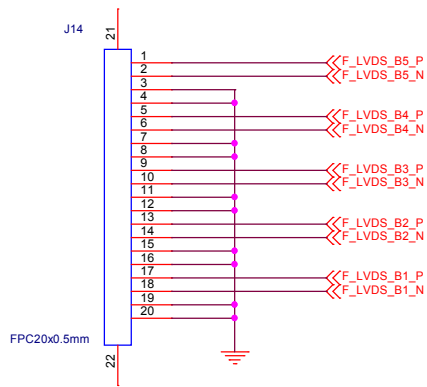 J14
21
1 F_LVDS_B5_P
2 F_LVDS_B5_N
3
4
5 F_LVDS_B4_P
6 F_LVDS_B4_N
7
8
9 F_LVDS_B3_P
10 F_LVDS_B3_N
11
12
13 F_LVDS_B2_P
14 F_LVDS_B2_N
15
16
17 F_LVDS_B1_P
18 F_LVDS_B1_N
19
20
FPC20x0.5mm
22